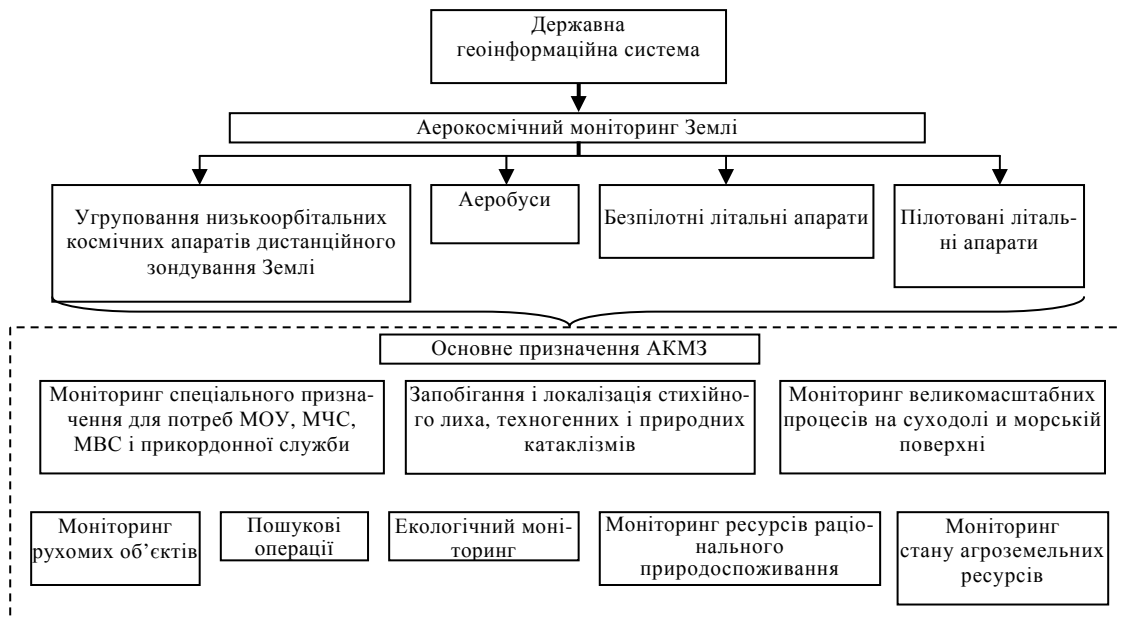 Державна
геоінформаційна система
Аерокосмічний моніторинг Землі
Угруповання низькоорбітальних
космічних апаратів дистанційного
зондування Землі
Аеробуси
Безпілотні літальні апарати
Пілотовані літаль-
ні апарати
Основне призначення АКМЗ
Моніторинг спеціального призна-
чення для потреб МОУ, МЧС,
МВС і прикордонної служби
Запобігання і локалізація стихійно-
го лиха, техногенних і природних
катаклізмів
Моніторинг великомасштабних
процесів на суходолі и морській
поверхні
Моніторинг
рухомих об’єктів
Пошукові
операції
Екологічний моні-
торинг
Моніторинг ресурсів раціо-
нального
природоспоживання
Моніторинг
стану агроземельних
ресурсів